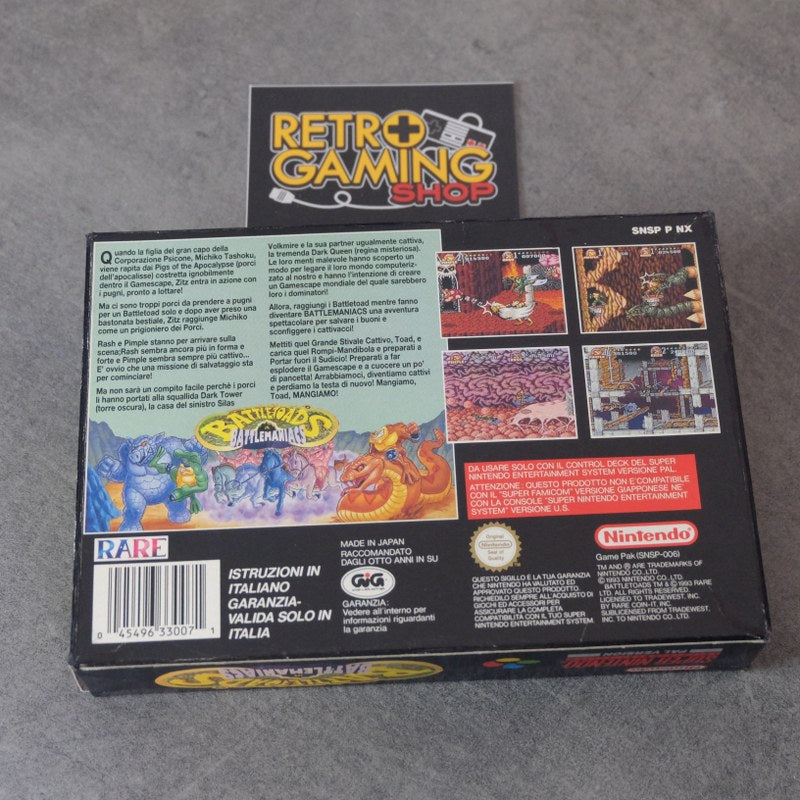 RETRO
GAMING
SHOP
SNSP P NX
Quando la figlia del gran capo della
Corporazione Psicone, Michiko Tashoku,
viene rapita dai Pigs of the Apocalypse (porci
dell'apocalisse) costretta ignobilmente
dentro il Gamescape, Zitz entra in azione con
i pugni, pronto a lottare!
Ma ci sono troppi porci da prendere a pugni
per un Battletoad solo e dopo aver preso una
bastonata bestiale, Zitz raggiunge Michiko
come un prigioniero dei Porci.
Rash e Pimple stanno per arrivare sulla
scena;Rash sembra ancora più in forma e
forte e Pimple sembra sempre più cattivo...
E' ovvio che una missione di salvataggio sta
per cominciare!
Ma non sarà un compito facile perchè i porci
li hanno portati alla squallida Dark Tower
(torre oscura), la casa del sinistro Silas
Volkmire e la sua partner ugualmente cattiva,
la tremenda Dark Queen (regina misteriosa).
Le loro menti malevole hanno scoperto un
modo per legare il loro mondo computeriz-
zato al nostro e hanno l'intenzione di creare
un Gamescape mondiale del quale sarebbero
loro i dominatori!
Allora, raggiungi i Battletoad mentre fanno
diventare BATTLEMANIACS una avventura
spettacolare per salvare i buoni e
sconfiggere i cattivacci!
Mettiti quel Grande Stivale Cattivo, Toad, e
carica quel Rompi-Mandibola e preparati a
Portar fuori il Sudicio! Preparati a far
esplodere il Gamescape e a cuocere un po'
di pancetta! Arrabbiamoci, diventiamo cattivi
e perdiamo la testa di nuovo! Mangiamo,
Toad, MANGIAMO!
BATTLETOADS
IN
BATTLEMANIACS
DA USARE SOLO CON IL CONTROL DECK DEL SUPER
NINTENDO ENTERTAINMENT SYSTEM VERSIONE PAL.
ATTENZIONE : QUESTO PRODOTTO NON E'COMPATIBILE
CON IL "SUPER FAMICOM" VERSIONE GIAPPONESE NE'
CON LA CONSOLE "SUPER NINTENDO ENTERTAINMENT
SYSTEM" VERSIONE U.S.
RARE
0 45496 33007 1
ISTRUZIONI IN
ITALIANO
GARANZIA-
VALIDA SOLO IN
ITALIA
MADE IN JAPAN
RACCOMANDATO
DAGLI OTTO ANNI IN SU
GIG
GARANZIA:
Vedere all'interno per
informazioni riguardanti
la garanzia
Original
Nintendo
Seal of
Quality
QUESTO SIGILLO E LA TUA GARANZIA
CHE NINTENDO HA VALUTATO ED
APPROVATO QUESTO PRODOTTO.
RICHIEDILO SEMPRE ALL'ACQUISTO DI
GIOCHI ED ACCESSORI PER
ASSICURARE LA COMPLETA
COMPATIBILITÀ CON IL TUO SUPER
NINTENDO ENTERTAINMENT SYSTEM.
Nintendo
Game Pak(SNSP-006)
TM AND ® ARE TRADEMARKS OF
NINTENDO CO.,LTD.
© 1993 NINTENDO CO.,LTD.
BATTLETOADS TM & © 1993 RARE
LTD. ALL RIGHTS RESERVED.
LICENSED TO TRADEWEST, INC.
BY RARE COIN-IT, INC.
SUBLICENSED FROM TRADEWEST,
INC. TO NINTENDO CO., LTD.
BATTLETOADS
BATTLEMANIACS
SUPER NINTENDO
PAL VERSION